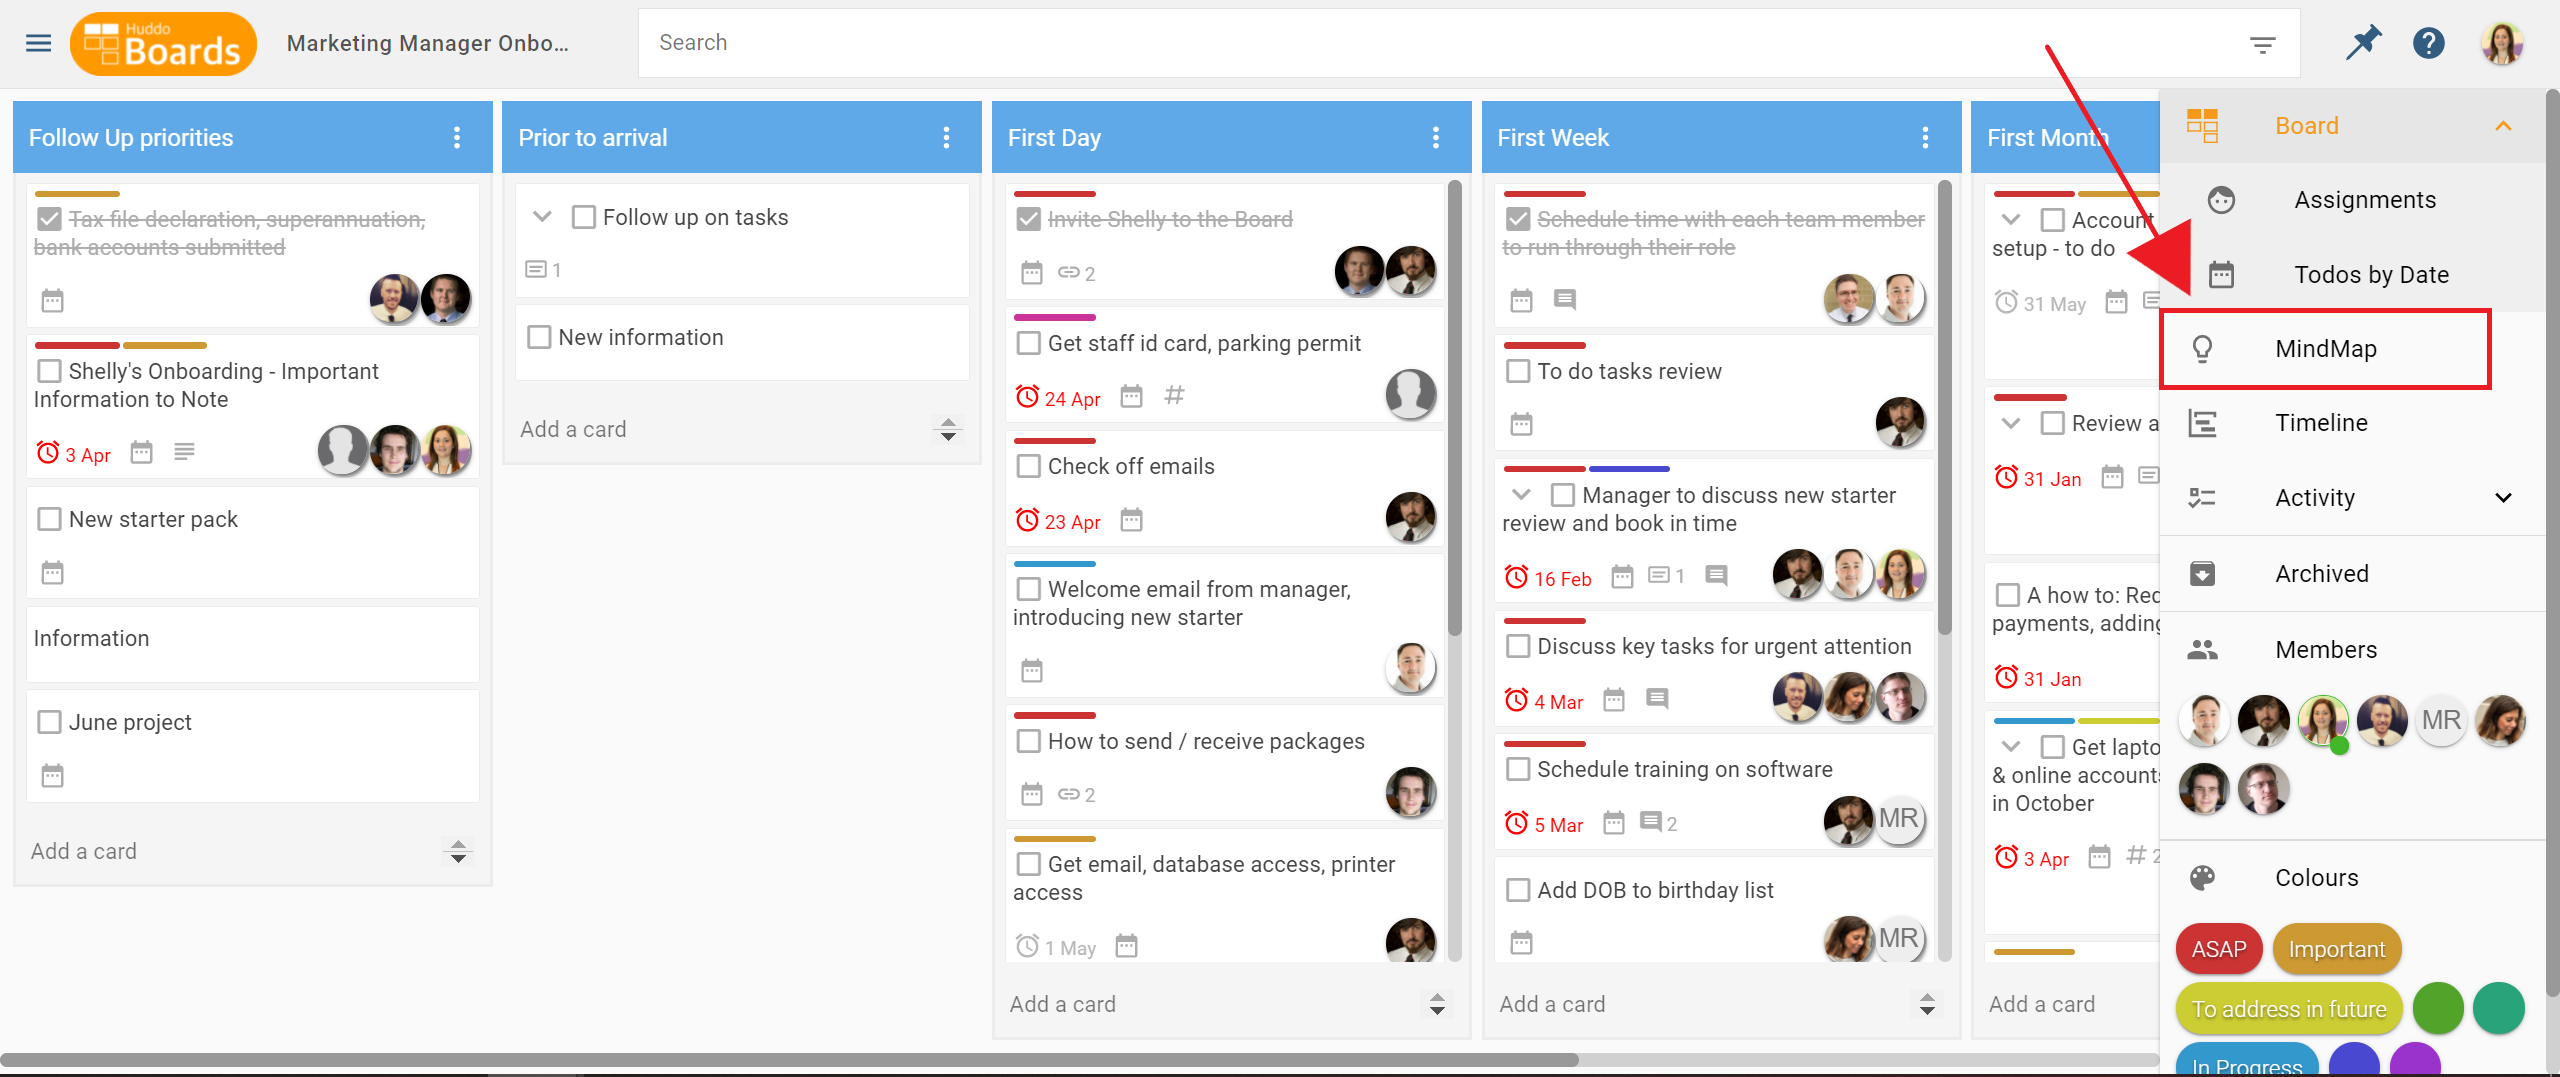 Huddo
Boards
Marketing Manager Onbo...
Search
Follow Up priorities
Tax file declaration, superannuation,
bank accounts submitted
Shelly's Onboarding - Important
Information to Note
3 Apr
New starter pack
Information
June project
Add a card
Prior to arrival
Follow up on tasks
1
New information
Add a card
First Day
Invite Shelly to the Board
2
Get staff id card, parking permit
24 Apr
Check off emails
23 Apr
Welcome email from manager,
introducing new starter
How to send / receive packages
2
Get email, database access, printer
access
1 May
Add a card
First Week
Schedule time with each team member
to run through their role
To do tasks review
Manager to discuss new starter
review and book in time
16 Feb
1
Discuss key tasks for urgent attention
4 Mar
Schedule training on software
5 Mar
2
MR
Add DOB to birthday list
MR
Add a card
First Month
Account
setup - to do
31 May
Review a
31 Jan
A how to: Rec
payments, adding
31 Jan
Get lapto
& online accounts
in October
3 Apr
2
Add a card
Board
Assignments
Todos by Date
MindMap
Timeline
Activity
Archived
Members
MR
Colours
ASAP
Important
To address in future
In Progress